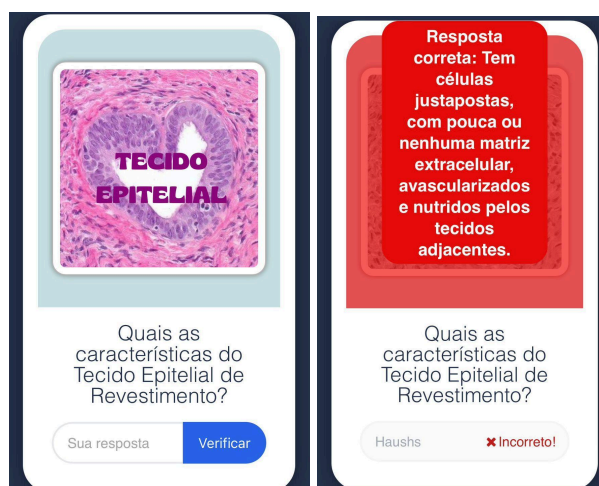 TECIDO
EPITELIAL
Quais as
características do
Tecido Epitelial de
Revestimento?
Sua resposta
Verificar
Resposta
correta: Tem
células
justapostas,
com pouca ou
nenhuma matriz
extracelular,
avascularizados
e nutridos pelos
tecidos
adjacentes.
Quais as
características do
Tecido Epitelial de
Revestimento?
Haushs
✖ Incorreto!